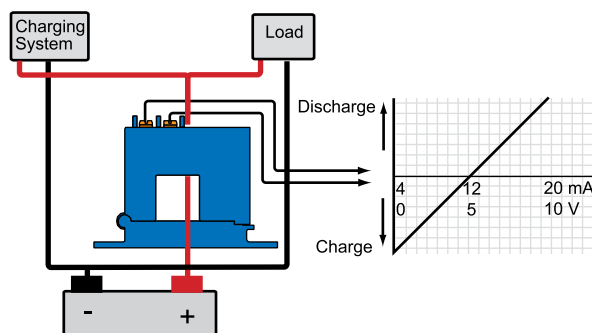 Charging
System
Load
Discharge
4 12 20 mA
0 5 10 V
Charge
- +